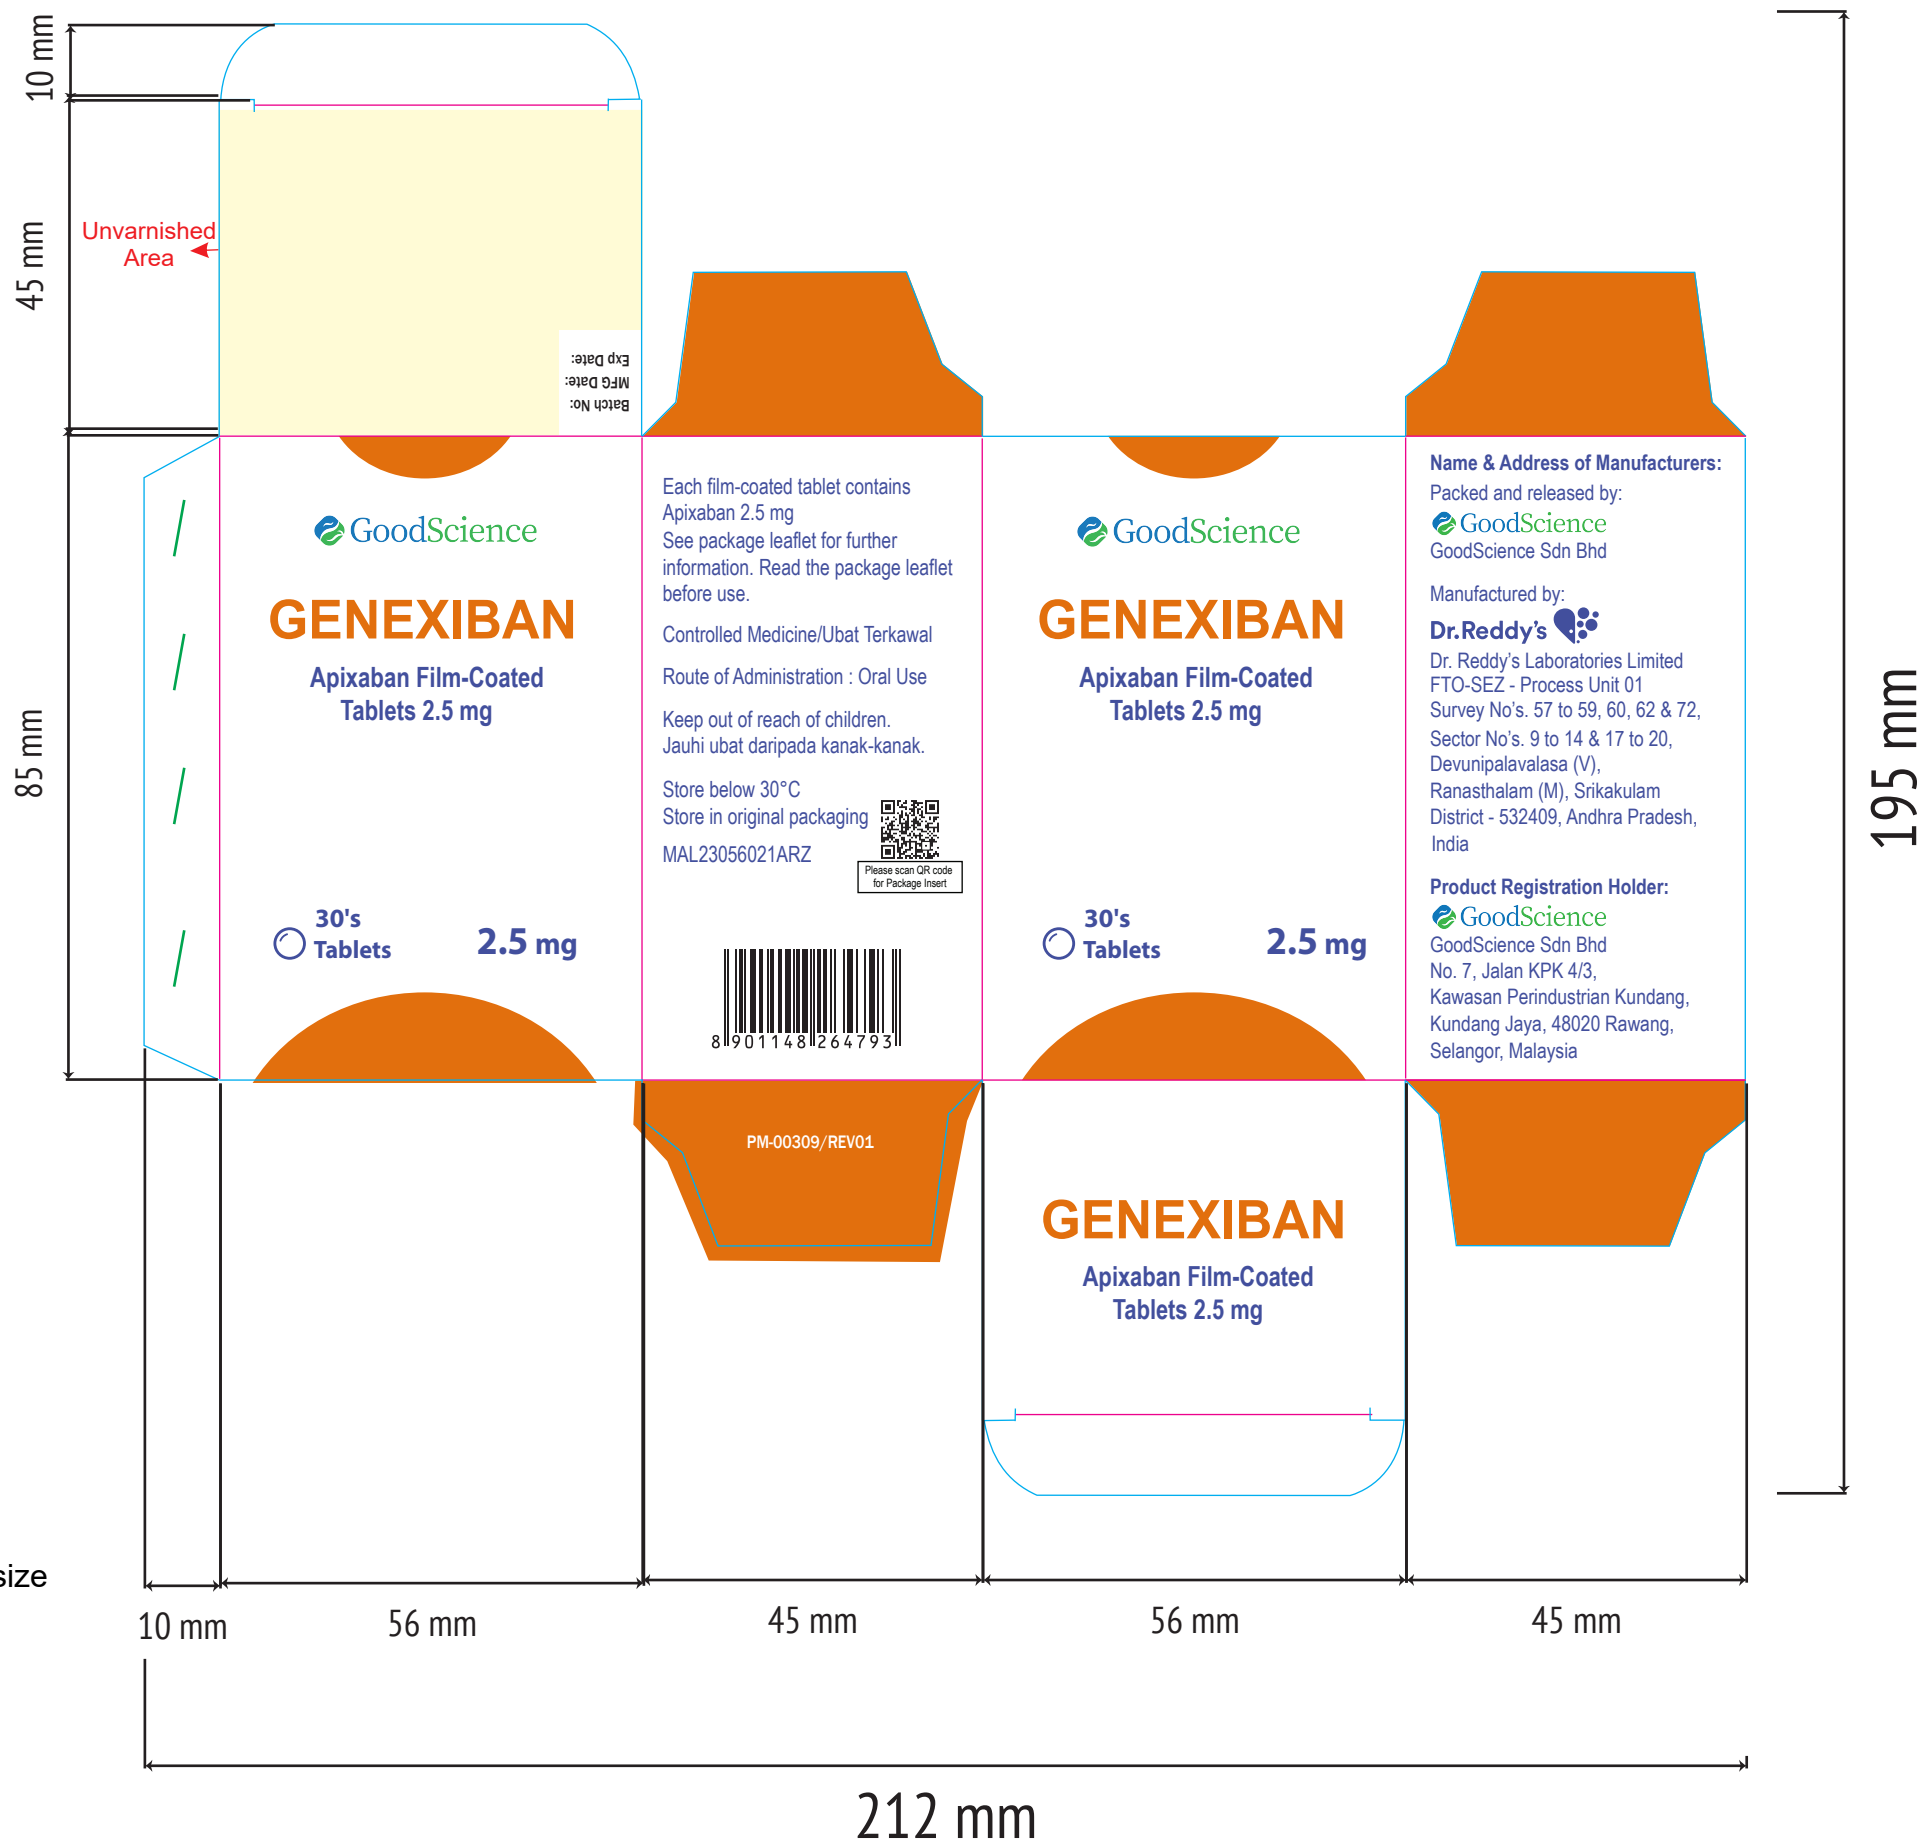 10 mm
45 mm
Unvarnished
Area
Batch No:
MFG Date:
Exp Date:
85 mm
GoodScience
GENEXIBAN
Apixaban Film-Coated
Tablets 2.5 mg
30's
Tablets
2.5 mg
Each film-coated tablet contains
Apixaban 2.5 mg
See package leaflet for further
information. Read the package leaflet
before use.
Controlled Medicine/Ubat Terkawal
Route of Administration : Oral Use
Keep out of reach of children.
Jauhi ubat daripada kanak-kanak.
Store below 30°C
Store in original packaging
MAL23056021ARZ
Please scan QR code
for Package Insert
8 901148 264793
PM-00309/REV01
GoodScience
GENEXIBAN
Apixaban Film-Coated
Tablets 2.5 mg
30's
Tablets
2.5 mg
GENEXIBAN
Apixaban Film-Coated
Tablets 2.5 mg
Name & Address of Manufacturers:
Packed and released by:
GoodScience
GoodScience Sdn Bhd
Manufactured by:
Dr.Reddy's
Dr. Reddy's Laboratories Limited
FTO-SEZ - Process Unit 01
Survey No's. 57 to 59, 60, 62 & 72,
Sector No's. 9 to 14 & 17 to 20,
Devunipalavalasa (V),
Ranasthalam (M), Srikakulam
District - 532409, Andhra Pradesh,
India
Product Registration Holder:
GoodScience
GoodScience Sdn Bhd
No. 7, Jalan KPK 4/3,
Kawasan Perindustrian Kundang,
Kundang Jaya, 48020 Rawang,
Selangor, Malaysia
195 mm
size
10 mm
56 mm
45 mm
56 mm
45 mm
212 mm